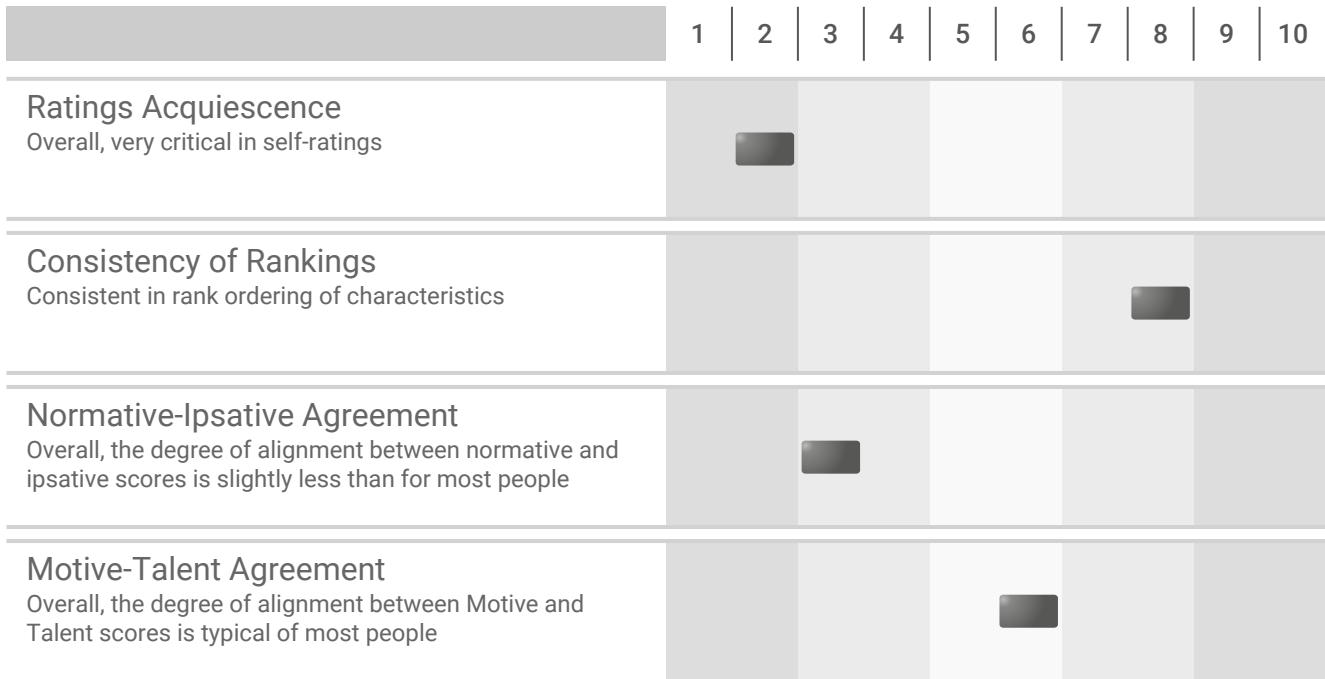 1 2 3 4 5 6 7 8 9 10
Ratings Acquiescence
Overall, very critical in self-ratings
Consistency of Rankings
Consistent in rank ordering of characteristics
Normative-Ipsative Agreement
Overall, the degree of alignment between normative and
ipsative scores is slightly less than for most people
Motive-Talent Agreement
Overall, the degree of alignment between Motive and
Talent scores is typical of most people